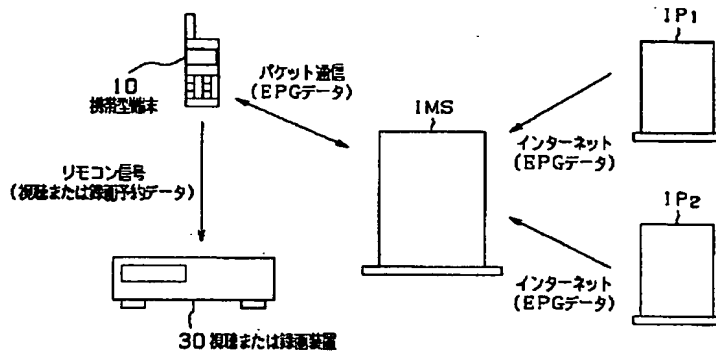 IP1
10
携帯型端末
パケット通信
(EPGデータ)
IMS
インターネット
(EPGデータ)
リモコン信号
(視聴または録画予約データ)
IP2
インターネット
(EPGデータ)
30 視聴または録画装置